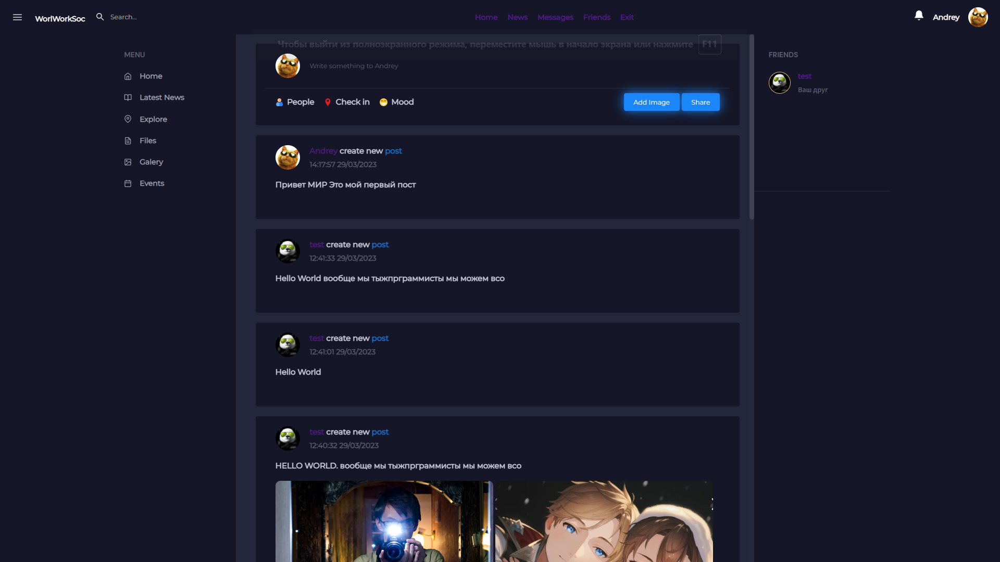 WorlWorkSoc
Search...
Home News Messages Friends Exit
Andrey
MENU
Home
Latest News
Explore
Files
Galery
Events
Чтобы выйти из полноэкранного режима, переместите мышь в начало экрана или нажмите F11
Write something to Andrey
People Check in Mood
Add Image Share
Andrey create new post
14:17:57 29/03/2023
Привет МИР Это мой первый пост
test create new post
12:41:33 29/03/2023
Hello World вообще мы тыжпрграммисты мы можем всо
test create new post
12:41:01 29/03/2023
Hello World
test create new post
12:40:32 29/03/2023
HELLO WORLD. вообще мы тыжпрграммисты мы можем всо
FRIENDS
test
Ваш друг